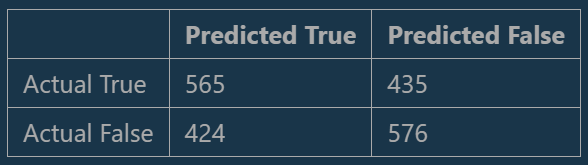 Predicted True Predicted False
Actual True 565 435
Actual False 424 576